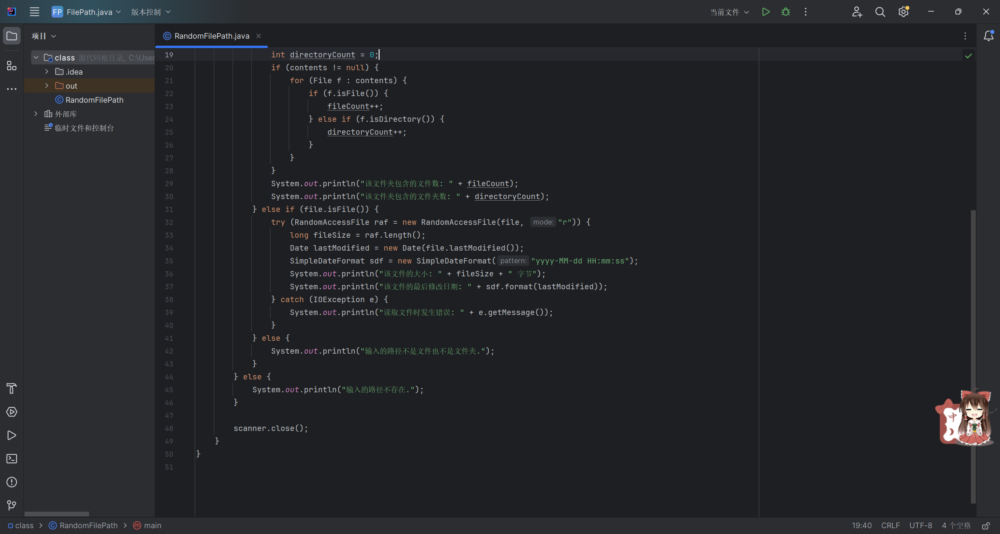 FP FilePath.java 版本控制 当前文件
项目
RandomFilePath.java
class 源代码根目录, C:\User
.idea
out
RandomFilePath
外部库
临时文件和控制台
19 int directoryCount = 0;
20 if (contents != null) {
21 for (File f : contents) {
22 if (f.isFile()) {
23 fileCount++;
24 } else if (f.isDirectory()) {
25 directoryCount++;
26 }
27 }
28 }
29 System.out.println("该文件夹包含的文件数: " + fileCount);
30 System.out.println("该文件夹包含的文件夹数: " + directoryCount);
31 } else if (file.isFile()) {
32 try (RandomAccessFile raf = new RandomAccessFile(file, mode: "r")) {
33 long fileSize = raf.length();
34 Date lastModified = new Date(file.lastModified());
35 SimpleDateFormat sdf = new SimpleDateFormat( pattern: "yyyy-MM-dd HH:mm:ss");
36 System.out.println("该文件的大小: " + fileSize + " 字节");
37 System.out.println("该文件的最后修改日期: " + sdf.format(lastModified));
38 } catch (IOException e) {
39 System.out.println("读取文件时发生错误: " + e.getMessage());
40 }
41 } else {
42 System.out.println("输入的路径不是文件也不是文件夹.");
43 }
44 } else {
45 System.out.println("输入的路径不存在.");
46 }
47
48 scanner.close();
49 }
50 }
51
中
class > RandomFilePath > main 19:40 CRLF UTF-8 4 个空格